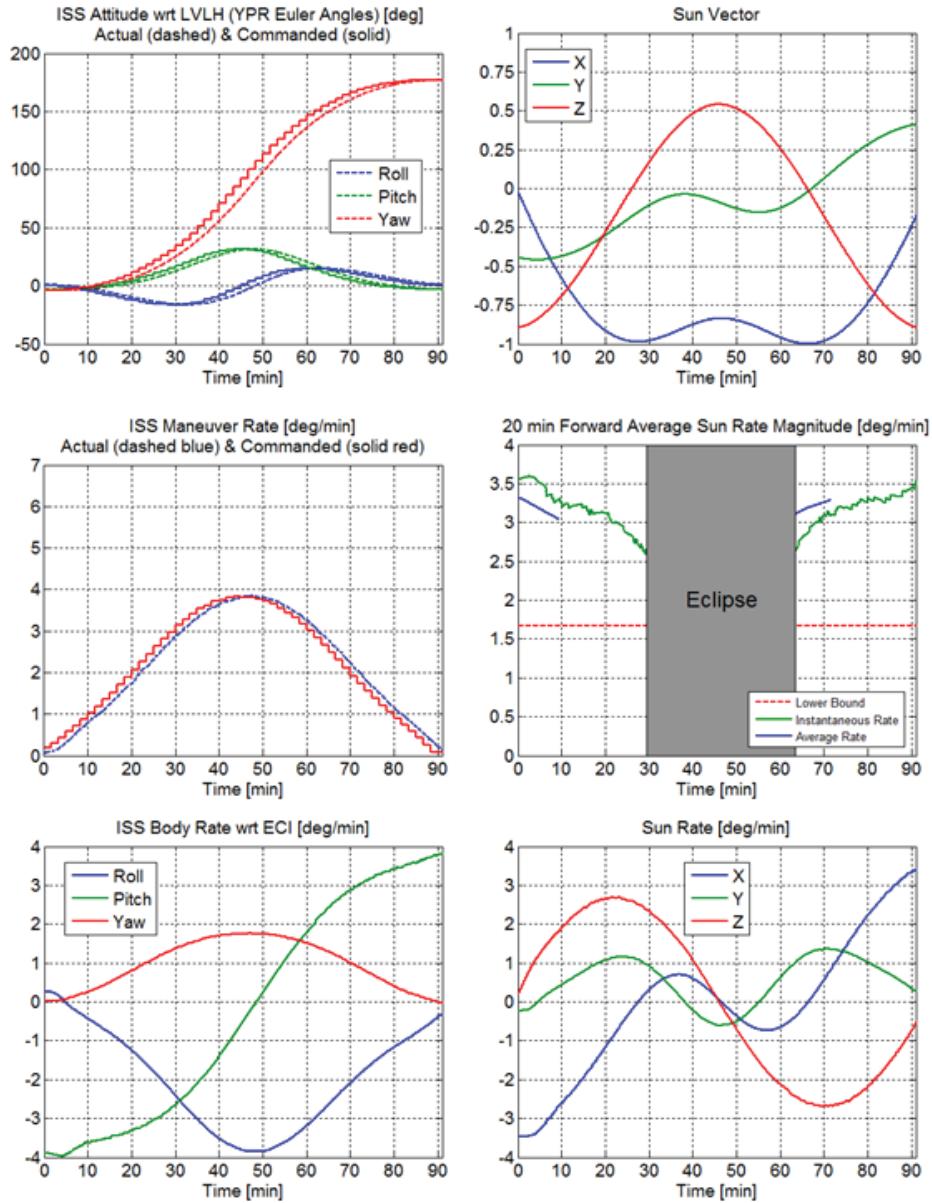 ISS Attitude wrt LVLH (YPR Euler Angles) [deg]
Actual (dashed) & Commanded (solid)
200
150
100
50
0
-50
Roll
Pitch
Yaw
0 10 20 30 40 50 60 70 80 90
Time [min]
Sun Vector
1
0.75
0.5
0.25
0
-0.25
-0.5
-0.75
-1
X
Y
Z
0 10 20 30 40 50 60 70 80 90
Time [min]
ISS Maneuver Rate [deg/min]
Actual (dashed blue) & Commanded (solid red)
7
6
5
4
3
2
1
0
0 10 20 30 40 50 60 70 80 90
Time [min]
20 min Forward Average Sun Rate Magnitude [deg/min]
4
3.5
3
2.5
2
1.5
1
0.5
0
Eclipse
Lower Bound
Instantaneous Rate
Average Rate
0 10 20 30 40 50 60 70 80 90
Time [min]
ISS Body Rate wrt ECI [deg/min]
4
3
2
1
0
-1
-2
-3
-4
Roll
Pitch
Yaw
0 10 20 30 40 50 60 70 80 90
Time [min]
Sun Rate [deg/min]
4
3
2
1
0
-1
-2
-3
-4
X
Y
Z
0 10 20 30 40 50 60 70 80 90
Time [min]